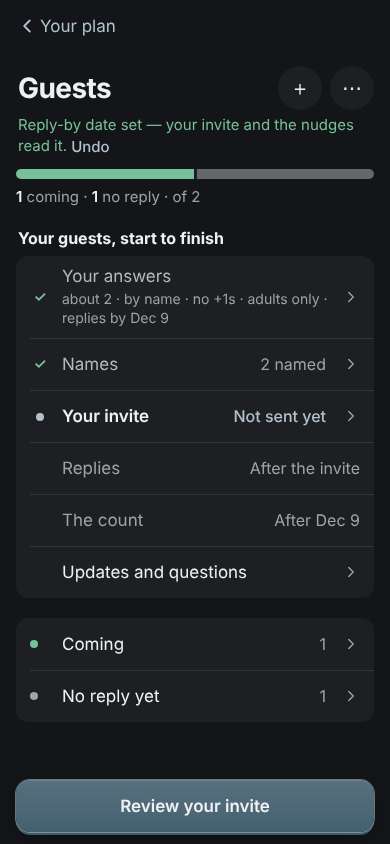 Your plan
Guests
Reply-by date set — your invite and the nudges
read it. Undo
1 coming · 1 no reply · of 2
Your guests, start to finish
Your answers
about 2 · by name · no +1s · adults only ·
replies by Dec 9
Names 2 named
Your invite Not sent yet
Replies After the invite
The count After Dec 9
Updates and questions
Coming 1
No reply yet 1
Review your invite